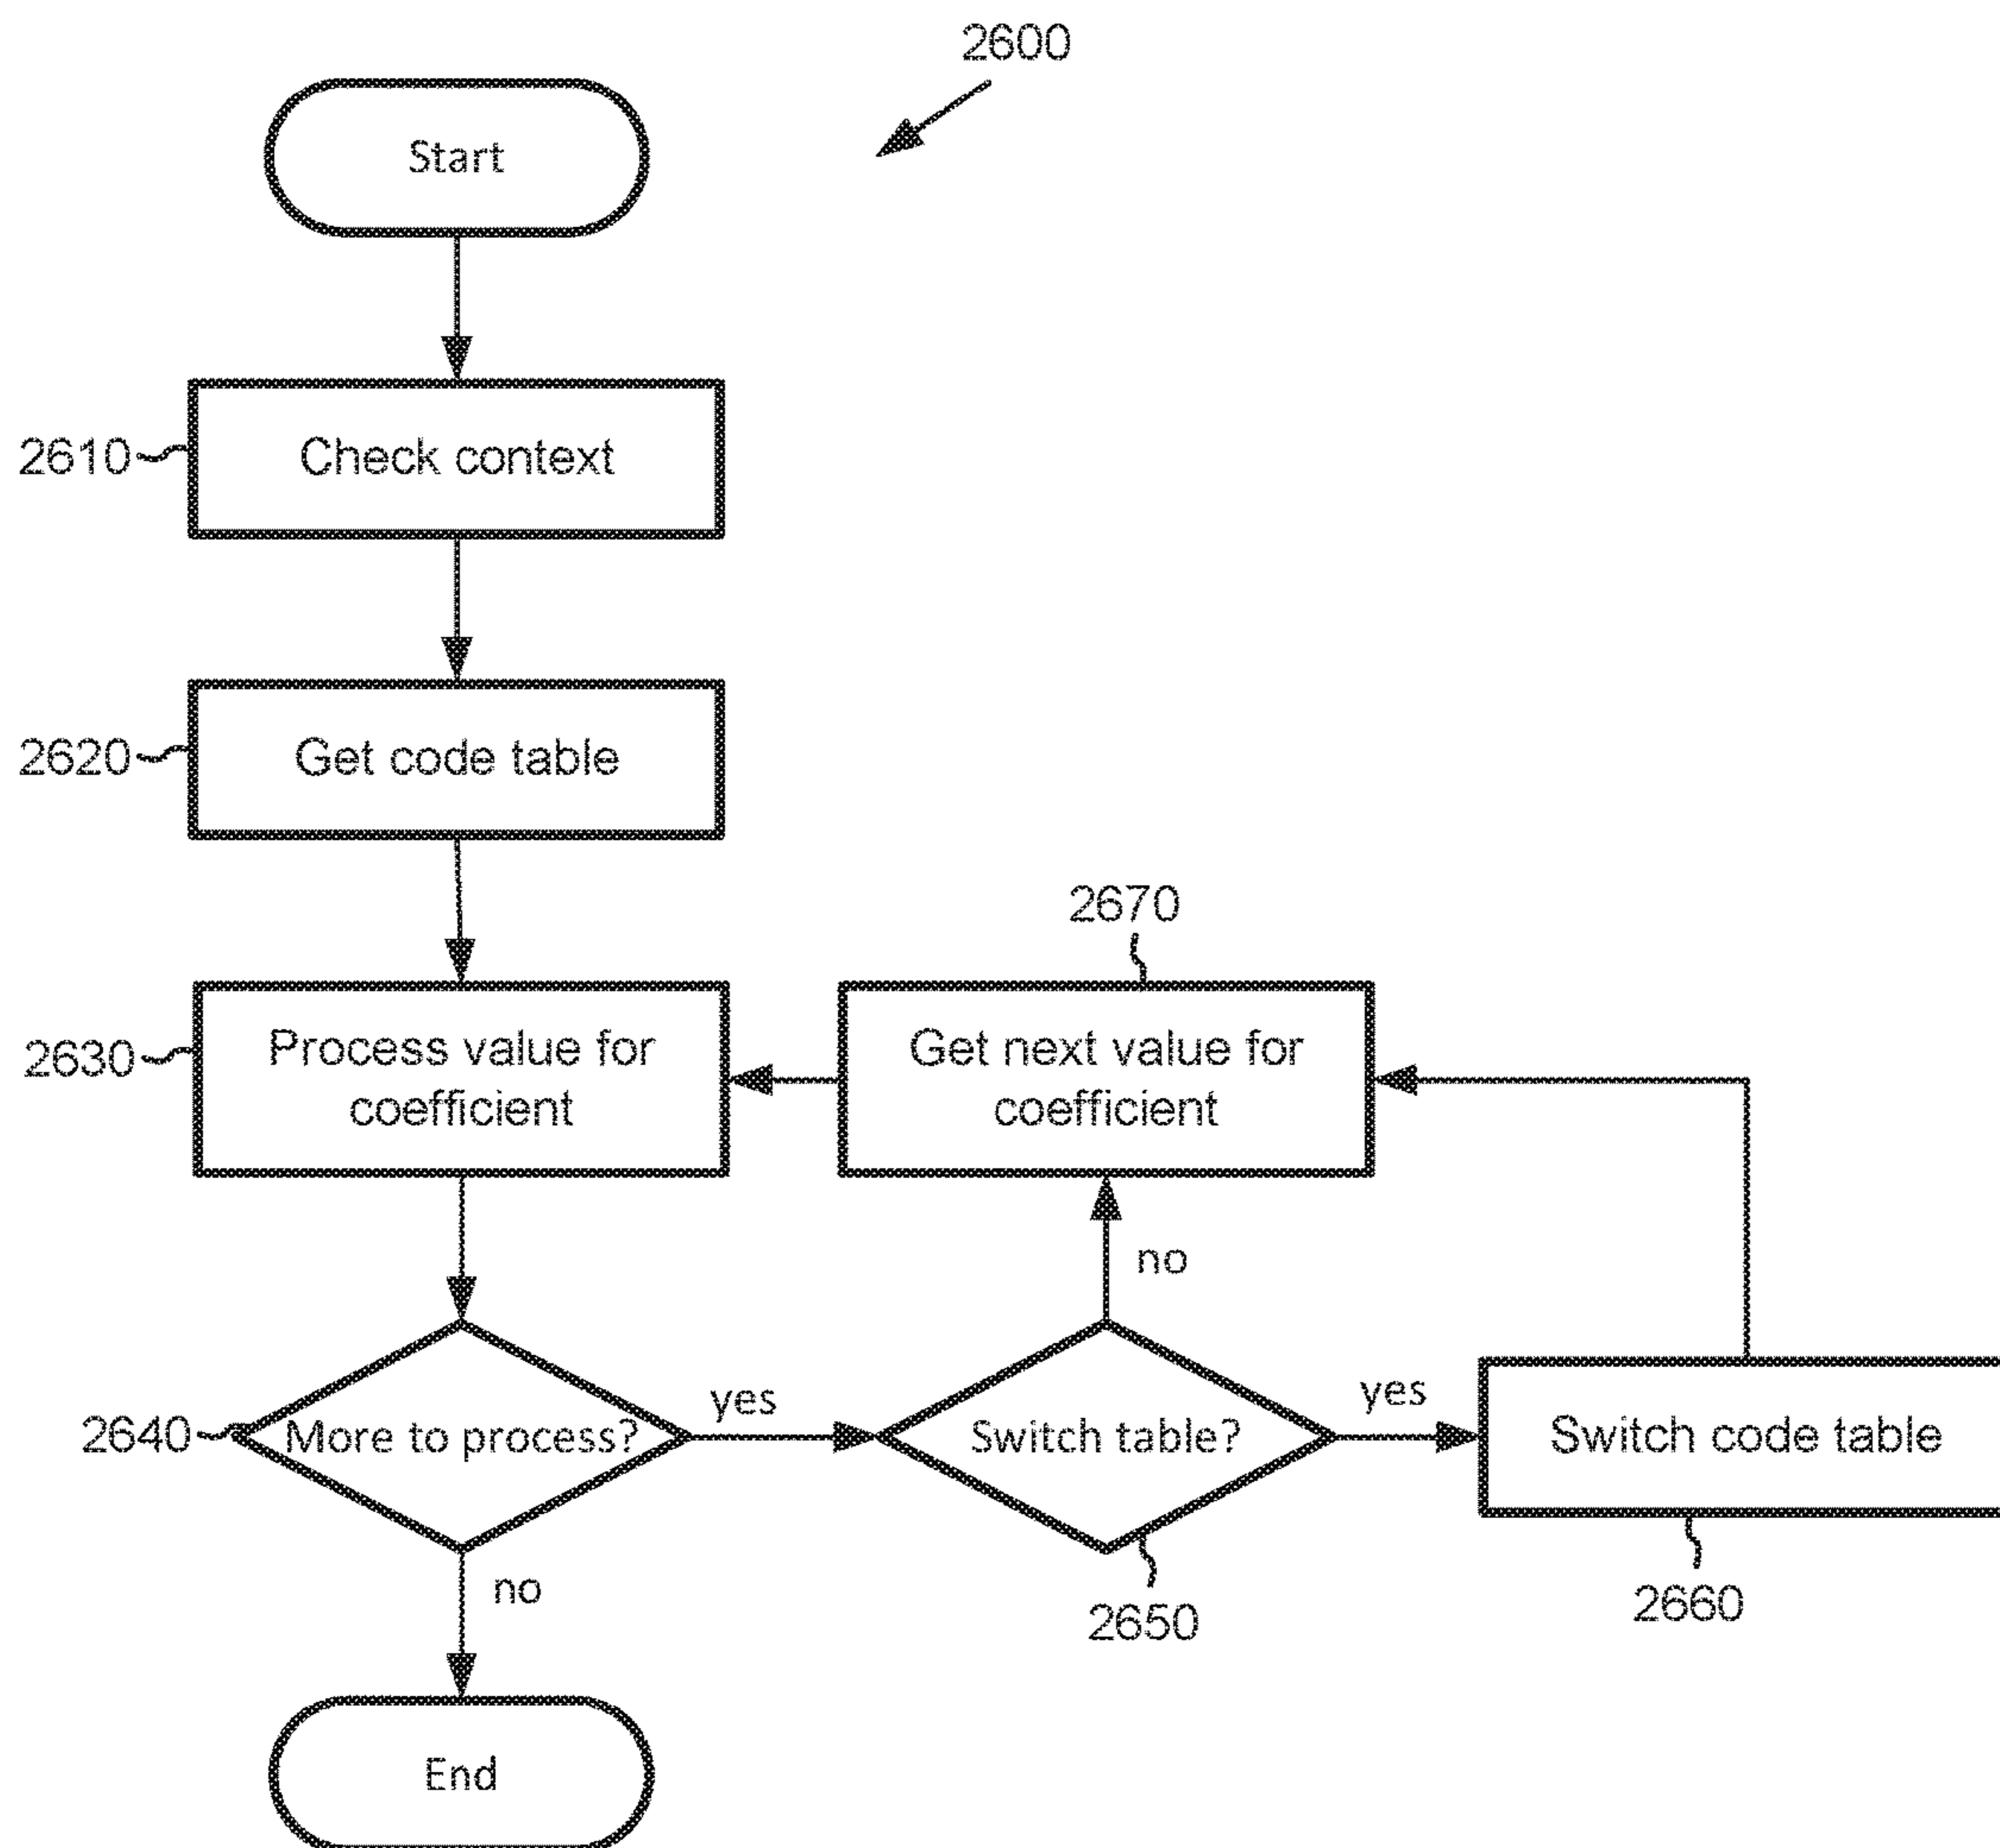 2600
Start
2610
Check context
2620
Get code table
2670
2630
Process value for
coefficient
Get next value for
coefficient
no
2640
More to process?
yes
Switch table?
yes
Switch code table
no
2650
2660
End